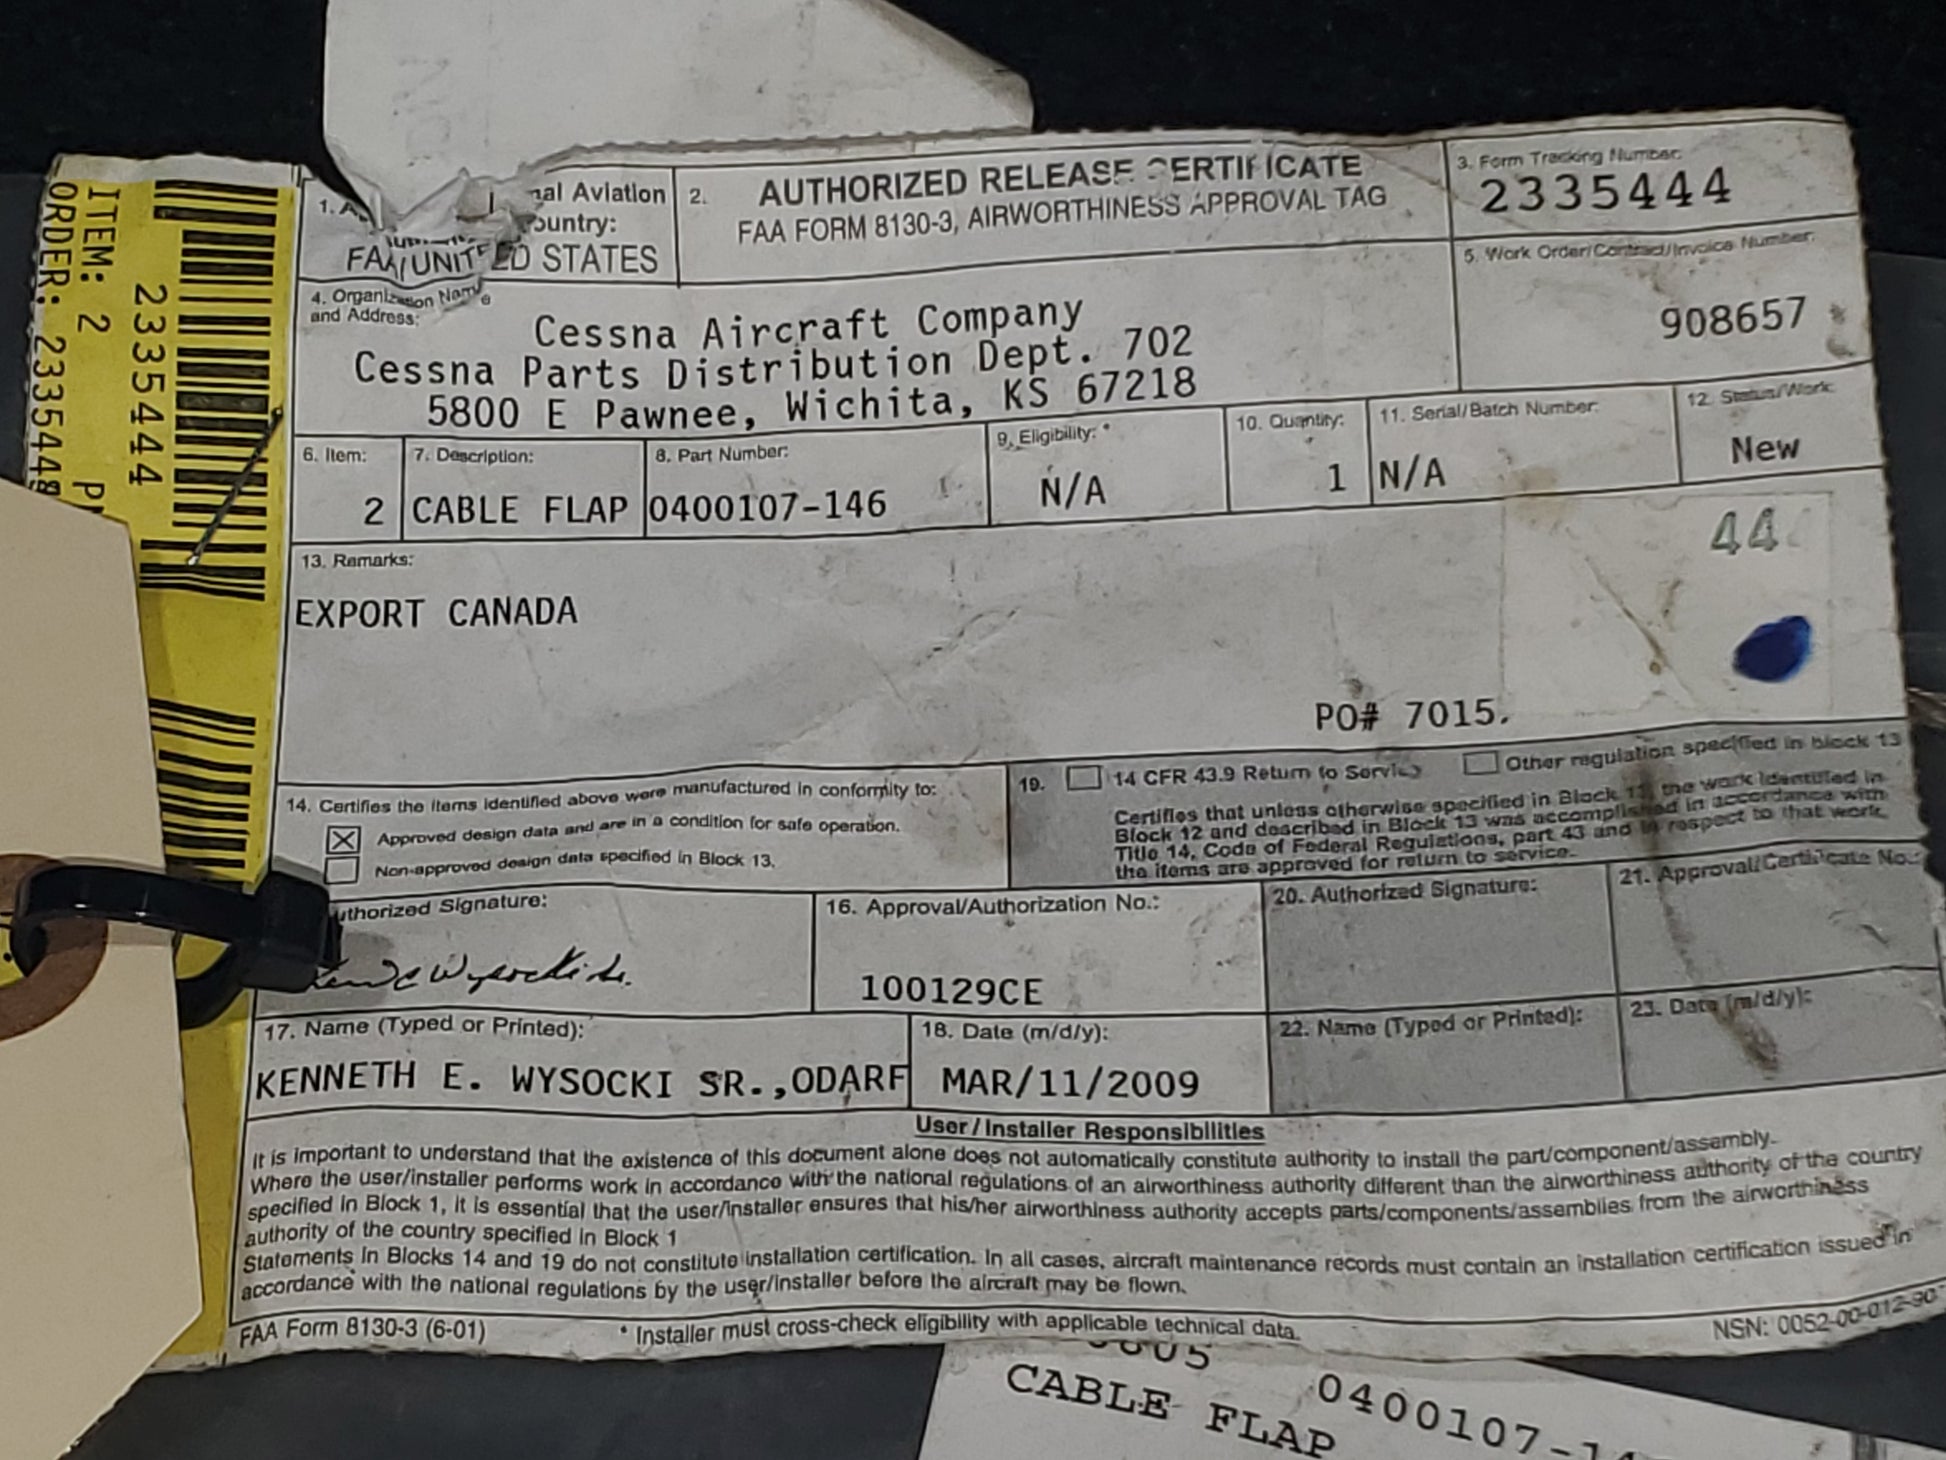 ITEM: 2
ORDER: 2335448
2335444
1.
nal Aviation
ountry:
FAA/UNITED STATES
2. AUTHORIZED RELEASE CERTIFICATE
FAA FORM 8130-3, AIRWORTHINESS APPROVAL TAG
3. Form Tracking Number:
2335444
4. Organization Name
and Address:
Cessna Aircraft Company
Cessna Parts Distribution Dept. 702
5800 E Pawnee, Wichita, KS 67218
5. Work Order/Contract/Invoice Number:
908657
6. Item:
2
7. Description:
CABLE FLAP
8. Part Number:
0400107-146
9. Eligibility: *
N/A
10. Quantity:
1
11. Serial/Batch Number:
N/A
12. Status/Work:
New
13. Remarks:
EXPORT CANADA
44
PO# 7015.
14. Certifies the items identified above were manufactured in conformity to:
Approved design data and are in a condition for safe operation.
Non-approved design data specified in Block 13.
19. 14 CFR 43.9 Return to Service Other regulation specified in block 13
Certifies that unless otherwise specified in Block 13, the work identified in
Block 12 and described in Block 13 was accomplished in accordance with
Title 14, Code of Federal Regulations, part 43 and in respect to that work,
the items are approved for return to service.
uthorized Signature:
Wysocki Sr.
16. Approval/Authorization No.:
100129CE
20. Authorized Signature:
21. Approval/Certificate No.:
17. Name (Typed or Printed):
KENNETH E. WYSOCKI SR.,ODARF
18. Date (m/d/y):
MAR/11/2009
22. Name (Typed or Printed):
23. Date (m/d/y):
User/Installer Responsibilities
It is important to understand that the existence of this document alone does not automatically constitute authority to install the part/component/assembly.
Where the user/installer performs work in accordance with the national regulations of an airworthiness authority different than the airworthiness authority of the country
specified in Block 1, it is essential that the user/installer ensures that his/her airworthiness authority accepts parts/components/assemblies from the airworthiness
authority of the country specified in Block 1
Statements in Blocks 14 and 19 do not constitute installation certification. In all cases, aircraft maintenance records must contain an installation certification issued in
accordance with the national regulations by the user/installer before the aircraft may be flown.
FAA Form 8130-3 (6-01)
* Installer must cross-check eligibility with applicable technical data.
NSN: 0052-00-012-90
0400107-14
CABLE FLAP